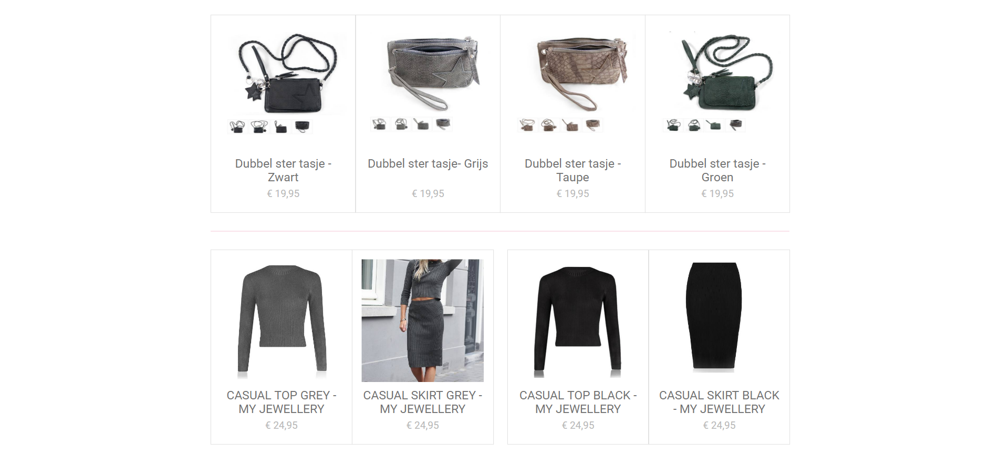 Dubbel ster tasje -
Zwart
€ 19,95
Dubbel ster tasje- Grijs
€ 19,95
Dubbel ster tasje -
Taupe
€ 19,95
Dubbel ster tasje -
Groen
€ 19,95
CASUAL TOP GREY -
MY JEWELLERY
€ 24,95
CASUAL SKIRT GREY -
MY JEWELLERY
€ 24,95
CASUAL TOP BLACK -
MY JEWELLERY
€ 24,95
CASUAL SKIRT BLACK
- MY JEWELLERY
€ 24,95